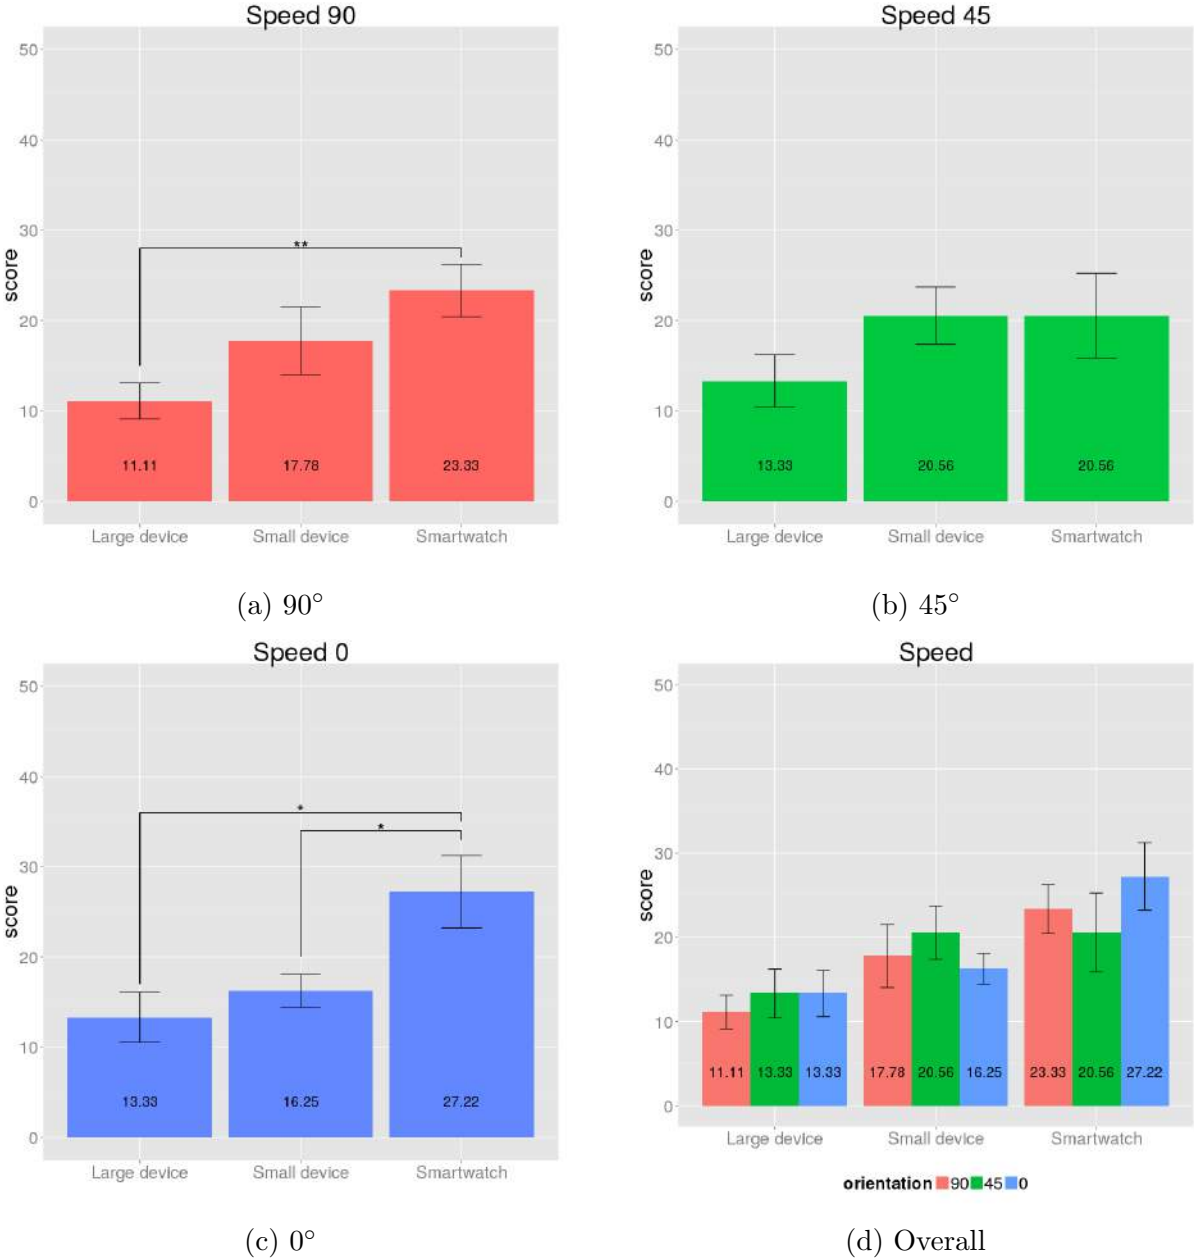 Speed 90
50
40
30
20
10
0
score
**
11.11 17.78 23.33
Large device Small device Smartwatch
(a) 90°
Speed 45
50
40
30
20
10
0
score
13.33 20.56 20.56
Large device Small device Smartwatch
(b) 45°
Speed 0
50
40
30
20
10
0
score
*
*
13.33 16.25 27.22
Large device Small device Smartwatch
(c) 0°
Speed
50
40
30
20
10
0
score
11.11 13.33 13.33 17.78 20.56 16.25 23.33 20.56 27.22
Large device Small device Smartwatch
orientation 90 45 0
(d) Overall